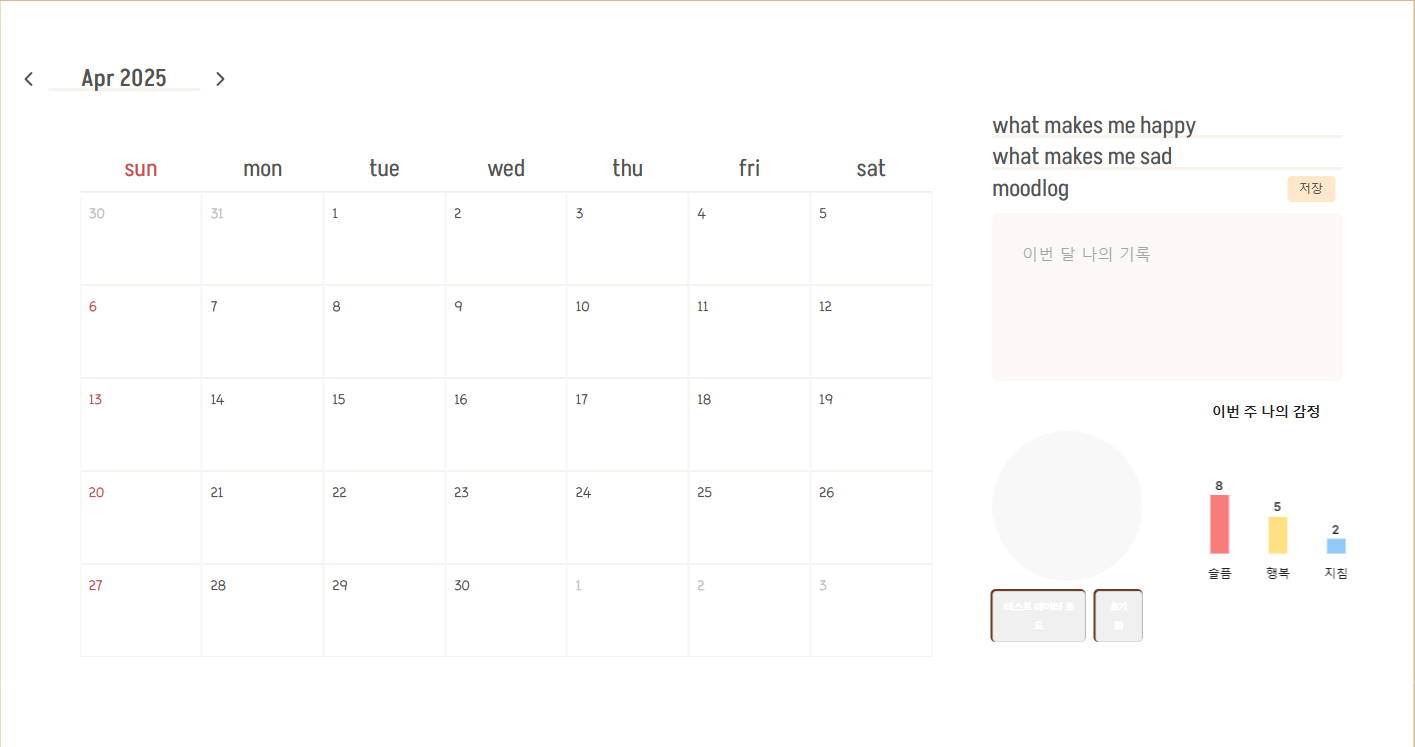 Apr 2025
sun mon tue wed thu fri sat
30 31 1 2 3 4 5
6 7 8 9 10 11 12
13 14 15 16 17 18 19
20 21 22 23 24 25 26
27 28 29 30 1 2 3
what makes me happy
what makes me sad
moodlog 저장
이번 달 나의 기록
이번 주 나의 감정
8 5 2
슬픔 행복 지침
테스트 데이터 로
드
초기
화